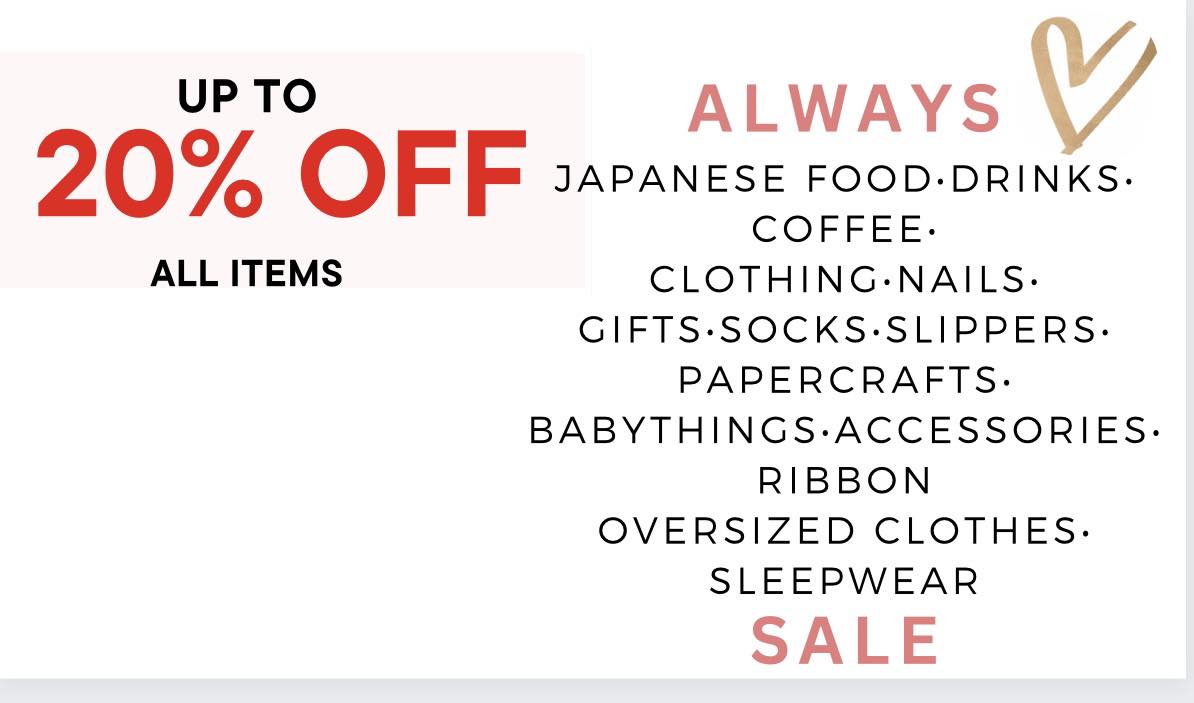 UP TO
20% OFF
ALL ITEMS
ALWAYS
JAPANESE FOOD•DRINKS•
COFFEE•
CLOTHING•NAILS•
GIFTS•SOCKS•SLIPPERS•
PAPERCRAFTS•
BABYTHINGS•ACCESSORIES•
RIBBON
OVERSIZED CLOTHES•
SLEEPWEAR
SALE